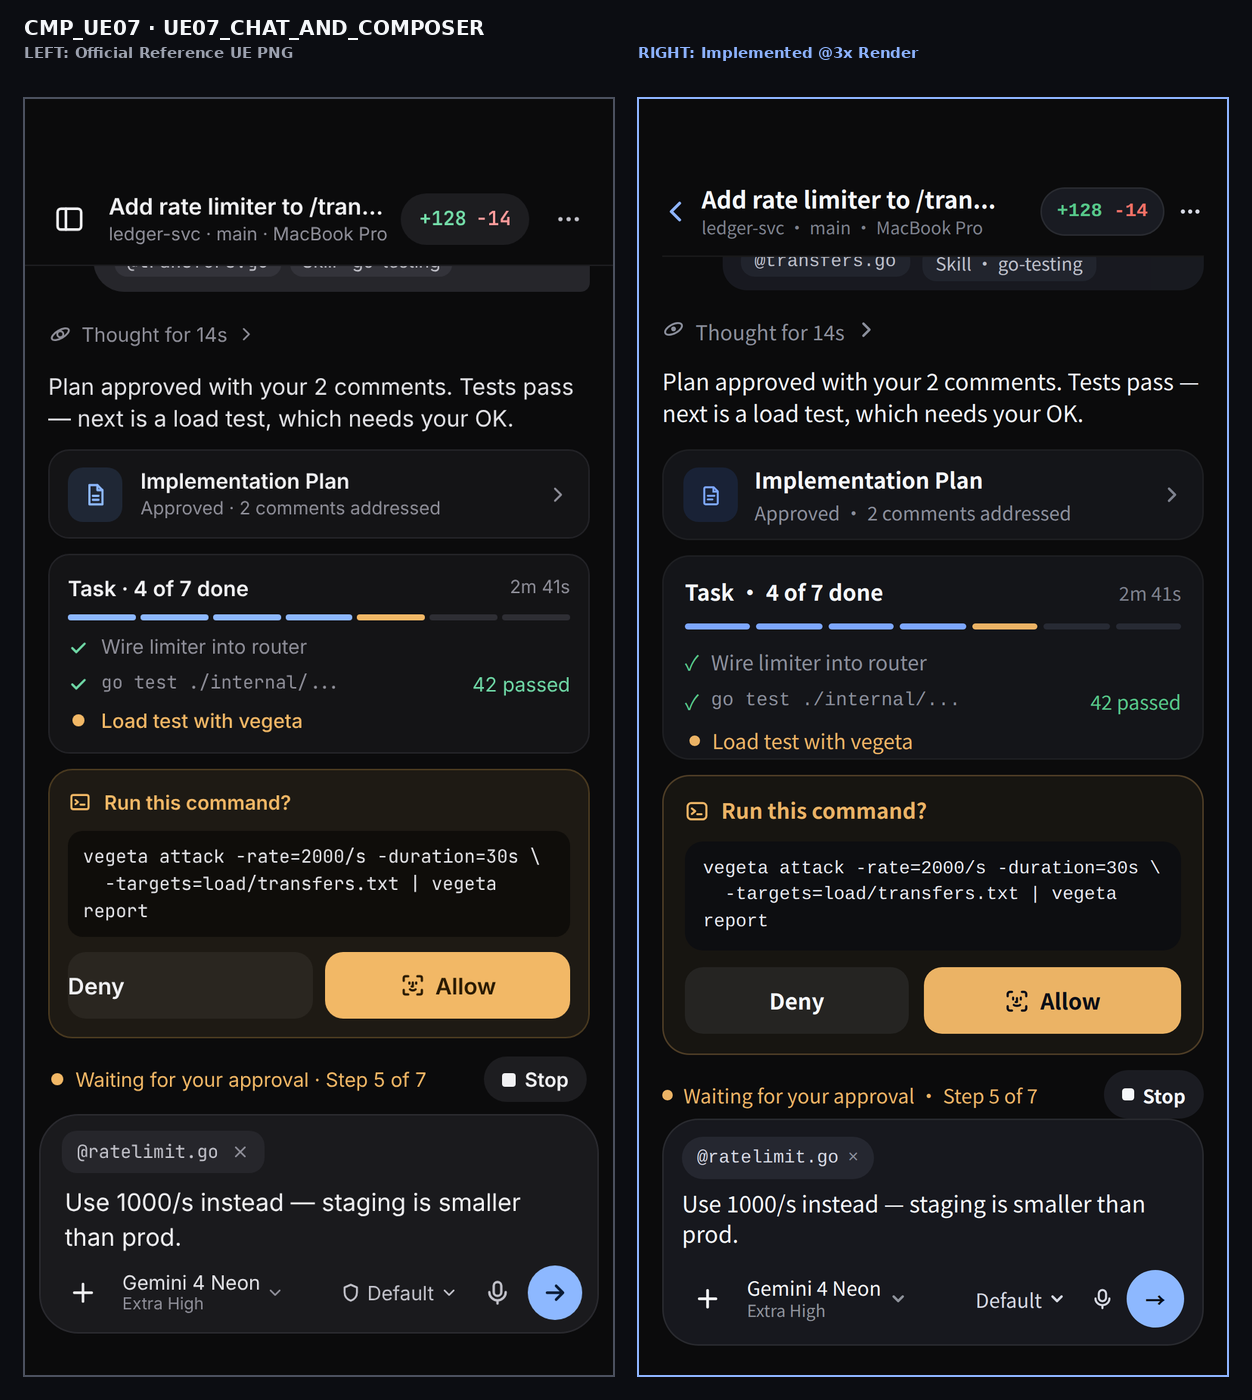 CMP_UE07 · UE07_CHAT_AND_COMPOSER
LEFT: Official Reference UE PNG
Add rate limiter to /tran...
+128 -14
ledger-svc · main · MacBook Pro
Thought for 14s
Plan approved with your 2 comments. Tests pass
— next is a load test, which needs your OK.
Implementation Plan
Approved · 2 comments addressed
Task · 4 of 7 done
2m 41s
Wire limiter into router
go test ./internal/...
42 passed
Load test with vegeta
Run this command?
vegeta attack -rate=2000/s -duration=30s \
-targets=load/transfers.txt | vegeta
report
Deny
Allow
Waiting for your approval · Step 5 of 7
Stop
@ratelimit.go ×
Use 1000/s instead — staging is smaller
than prod.
Gemini 4 Neon
Extra High
Default
RIGHT: Implemented @3x Render
Add rate limiter to /tran...
+128 -14
ledger-svc • main • MacBook Pro
@transfers.go
Skill • go-testing
Thought for 14s
Plan approved with your 2 comments. Tests pass —
next is a load test, which needs your OK.
Implementation Plan
Approved • 2 comments addressed
Task • 4 of 7 done
2m 41s
✓ Wire limiter into router
✓ go test ./internal/...
42 passed
Load test with vegeta
Run this command?
vegeta attack -rate=2000/s -duration=30s \
-targets=load/transfers.txt | vegeta
report
Deny
Allow
Waiting for your approval • Step 5 of 7
Stop
@ratelimit.go ×
Use 1000/s instead — staging is smaller than
prod.
Gemini 4 Neon
Extra High
Default
→